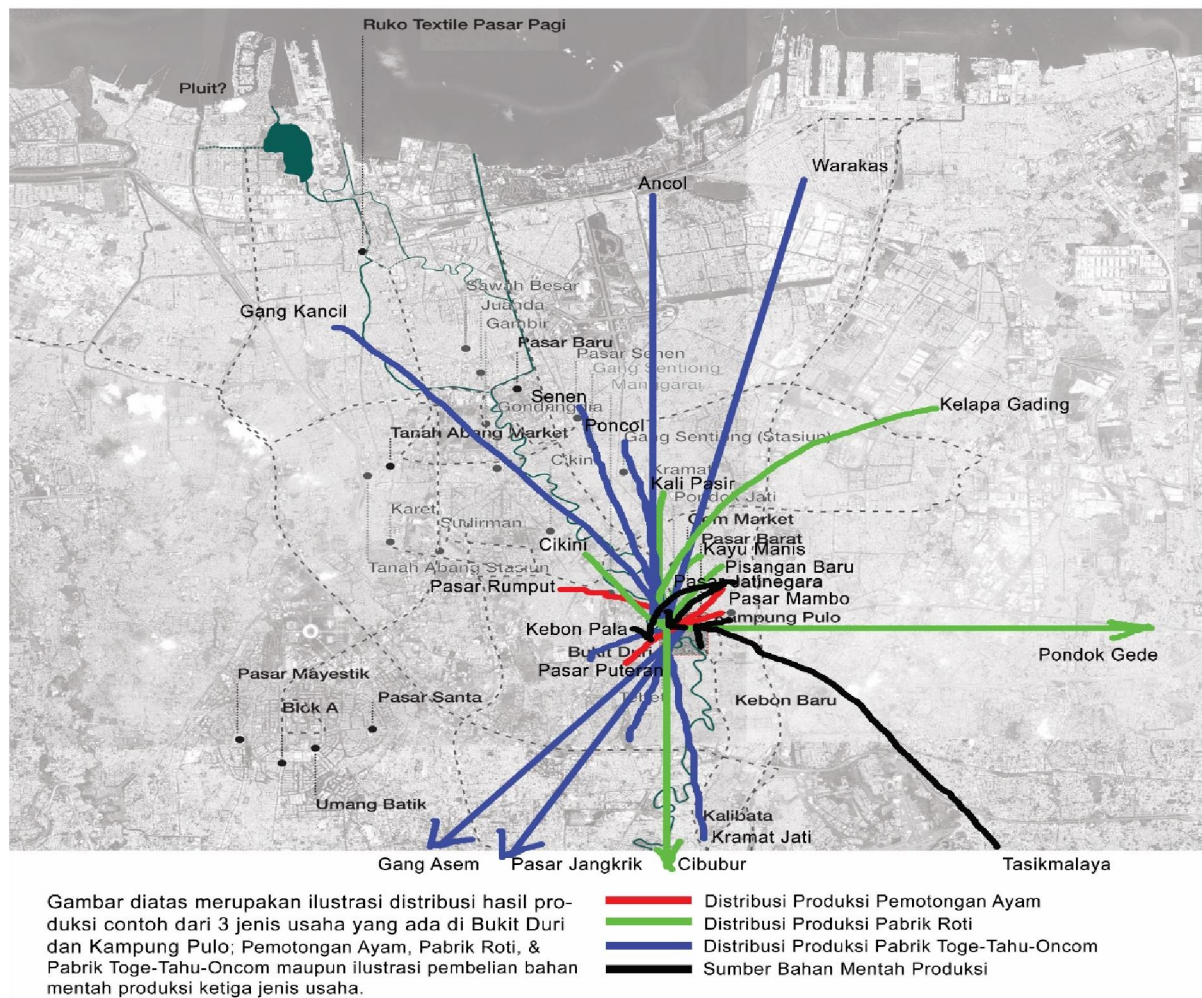 Ruko Textile Pasar Pagi
Pluit?
Warakas
Ancol
Sawah Besar
Juanda
Gang Kancil
Gambir
Pasar Baru
Pasar Senen
Gang Sentiong
Manggarai
Senen
Gondangdia
Kelapa Gading
Poncol
Tanah Abang Market
Gang Sentiong (Stasiun)
Cikini
Kramat
Kali Pasir
Pondok Jati
Karet
Sudirman
Gem Market
Pasar Barat
Cikini
Kayu Manis
Tanah Abang Stasiun
Pisangan Baru
Pasar Jatinegara
Pasar Rumput
Pasar Mambo
Kampung Pulo
Kebon Pala
Bukit Duri
Pondok Gede
Pasar Puteran
Pasar Mayestik
Tebet
Pasar Santa
Kebon Baru
Blok A
Umang Batik
Kalibata
Kramat Jati
Gang Asem
Pasar Jangkrik
Cibubur
Tasikmalaya
Gambar diatas merupakan ilustrasi distribusi hasil pro-
duksi contoh dari 3 jenis usaha yang ada di Bukit Duri
dan Kampung Pulo; Pemotongan Ayam, Pabrik Roti, &
Pabrik Toge-Tahu-Oncom maupun ilustrasi pembelian bahan
mentah produksi ketiga jenis usaha.
Distribusi Produksi Pemotongan Ayam
Distribusi Produksi Pabrik Roti
Distribusi Produksi Pabrik Toge-Tahu-Oncom
Sumber Bahan Mentah Produksi